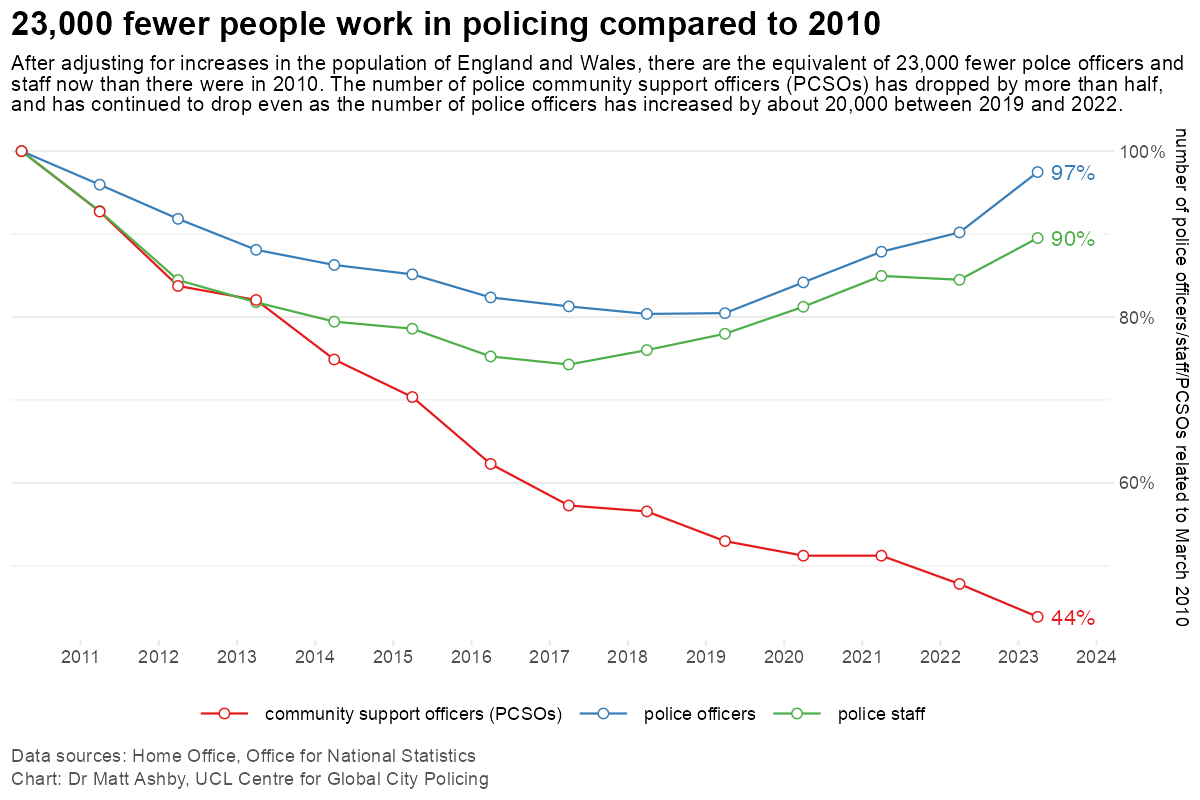 23,000 fewer people work in policing compared to 2010
After adjusting for increases in the population of England and Wales, there are the equivalent of 23,000 fewer polce officers and
staff now than there were in 2010. The number of police community support officers (PCSOs) has dropped by more than half,
and has continued to drop even as the number of police officers has increased by about 20,000 between 2019 and 2022.
100%
97%
90%
80%
60%
44%
number of police officers/staff/PCSOs related to March 2010
2011 2012 2013 2014 2015 2016 2017 2018 2019 2020 2021 2022 2023 2024
community support officers (PCSOs) police officers police staff
Data sources: Home Office, Office for National Statistics
Chart: Dr Matt Ashby, UCL Centre for Global City Policing